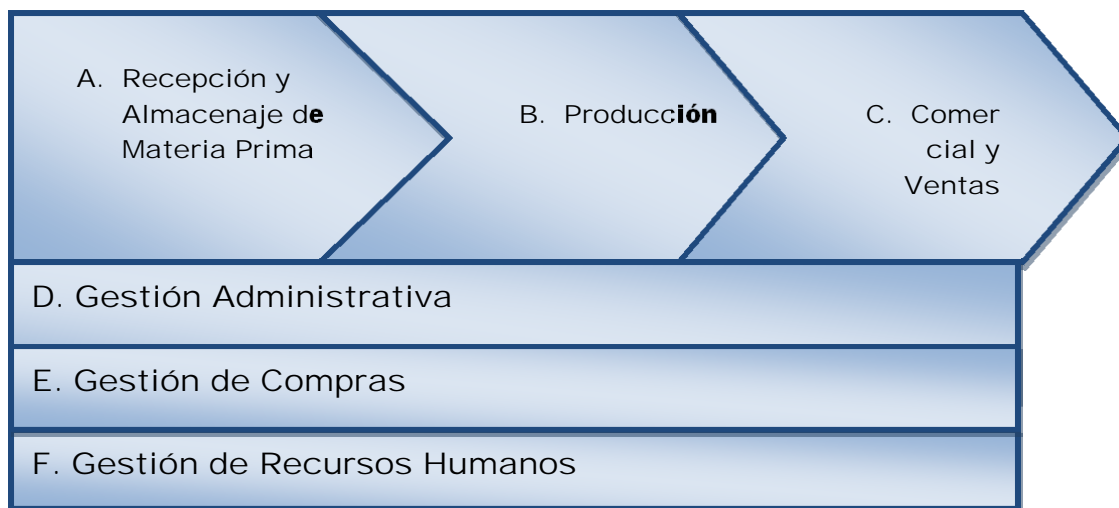 A. Recepción y
Almacenaje de
Materia Prima
B. Producción
C. Comer
cial y
Ventas
D. Gestión Administrativa
E. Gestión de Compras
F. Gestión de Recursos Humanos